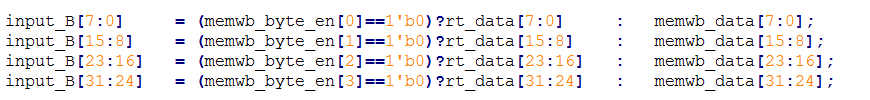 input_B[7:0] = (memwb_byte_en[0]==1'b0)?rt_data[7:0] : memwb_data[7:0];
input_B[15:8] = (memwb_byte_en[1]==1'b0)?rt_data[15:8] : memwb_data[15:8];
input_B[23:16] = (memwb_byte_en[2]==1'b0)?rt_data[23:16] : memwb_data[23:16];
input_B[31:24] = (memwb_byte_en[3]==1'b0)?rt_data[31:24] : memwb_data[31:24];